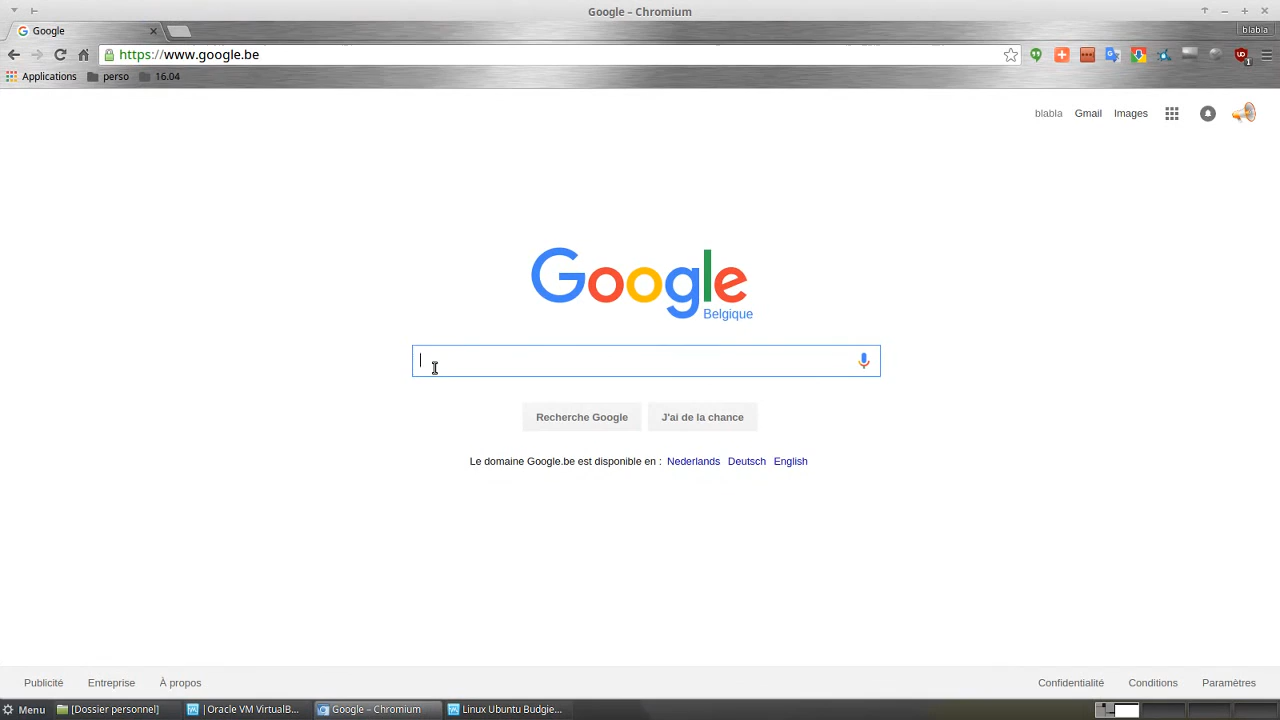 Google – Chromium
Google
blabla
https://www.google.be
Applications perso 16.04
blabla Gmail Images
Google
Belgique
Recherche Google J'ai de la chance
Le domaine Google.be est disponible en : Nederlands Deutsch English
Publicité Entreprise À propos Confidentialité Conditions Paramètres
Menu [Dossier personnel] | Oracle VM VirtualB... Google – Chromium Linux Ubuntu Budgie...